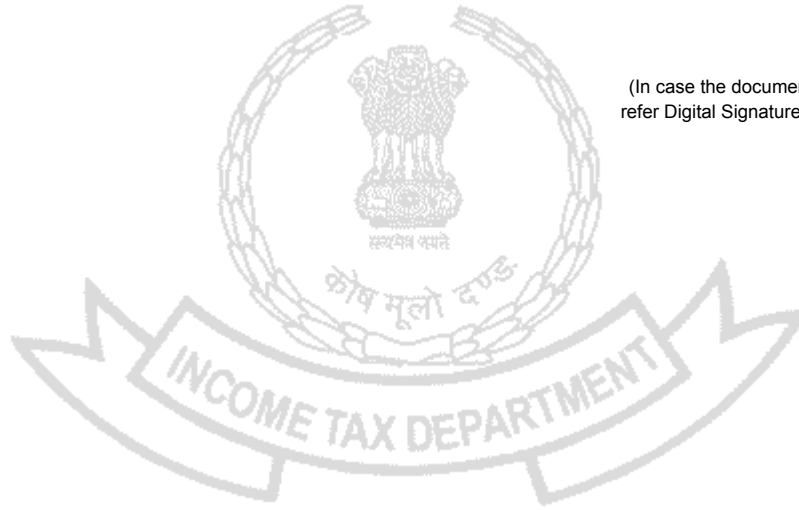 (In case the documen
refer Digital Signature
सत्यमेव जयते
कोष मूलो दण्डः
INCOME TAX DEPARTMENT